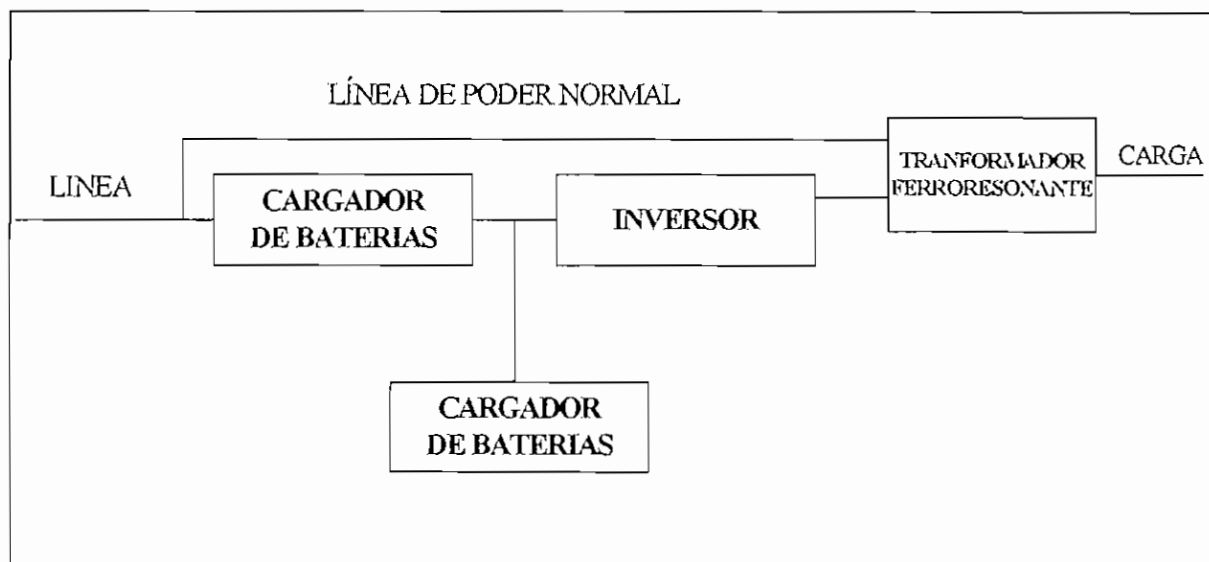 LÍNEA DE PODER NORMAL
LINEA
CARGADOR
DE BATERIAS
INVERSOR
TRANFORMADOR
FERRORESONANTE
CARGA
CARGADOR
DE BATERIAS